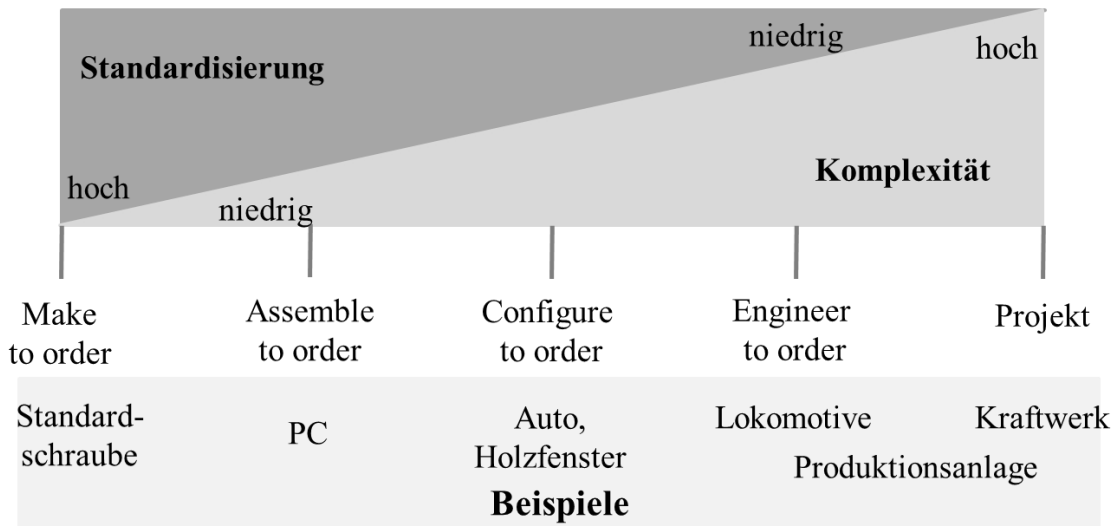 niedrig
hoch
Standardisierung
Komplexität
hoch
niedrig
Make
to order
Assemble
to order
Configure
to order
Engineer
to order
Projekt
Standard-
schraube
PC
Auto,
Holzfenster
Lokomotive
Kraftwerk
Produktionsanlage
Beispiele